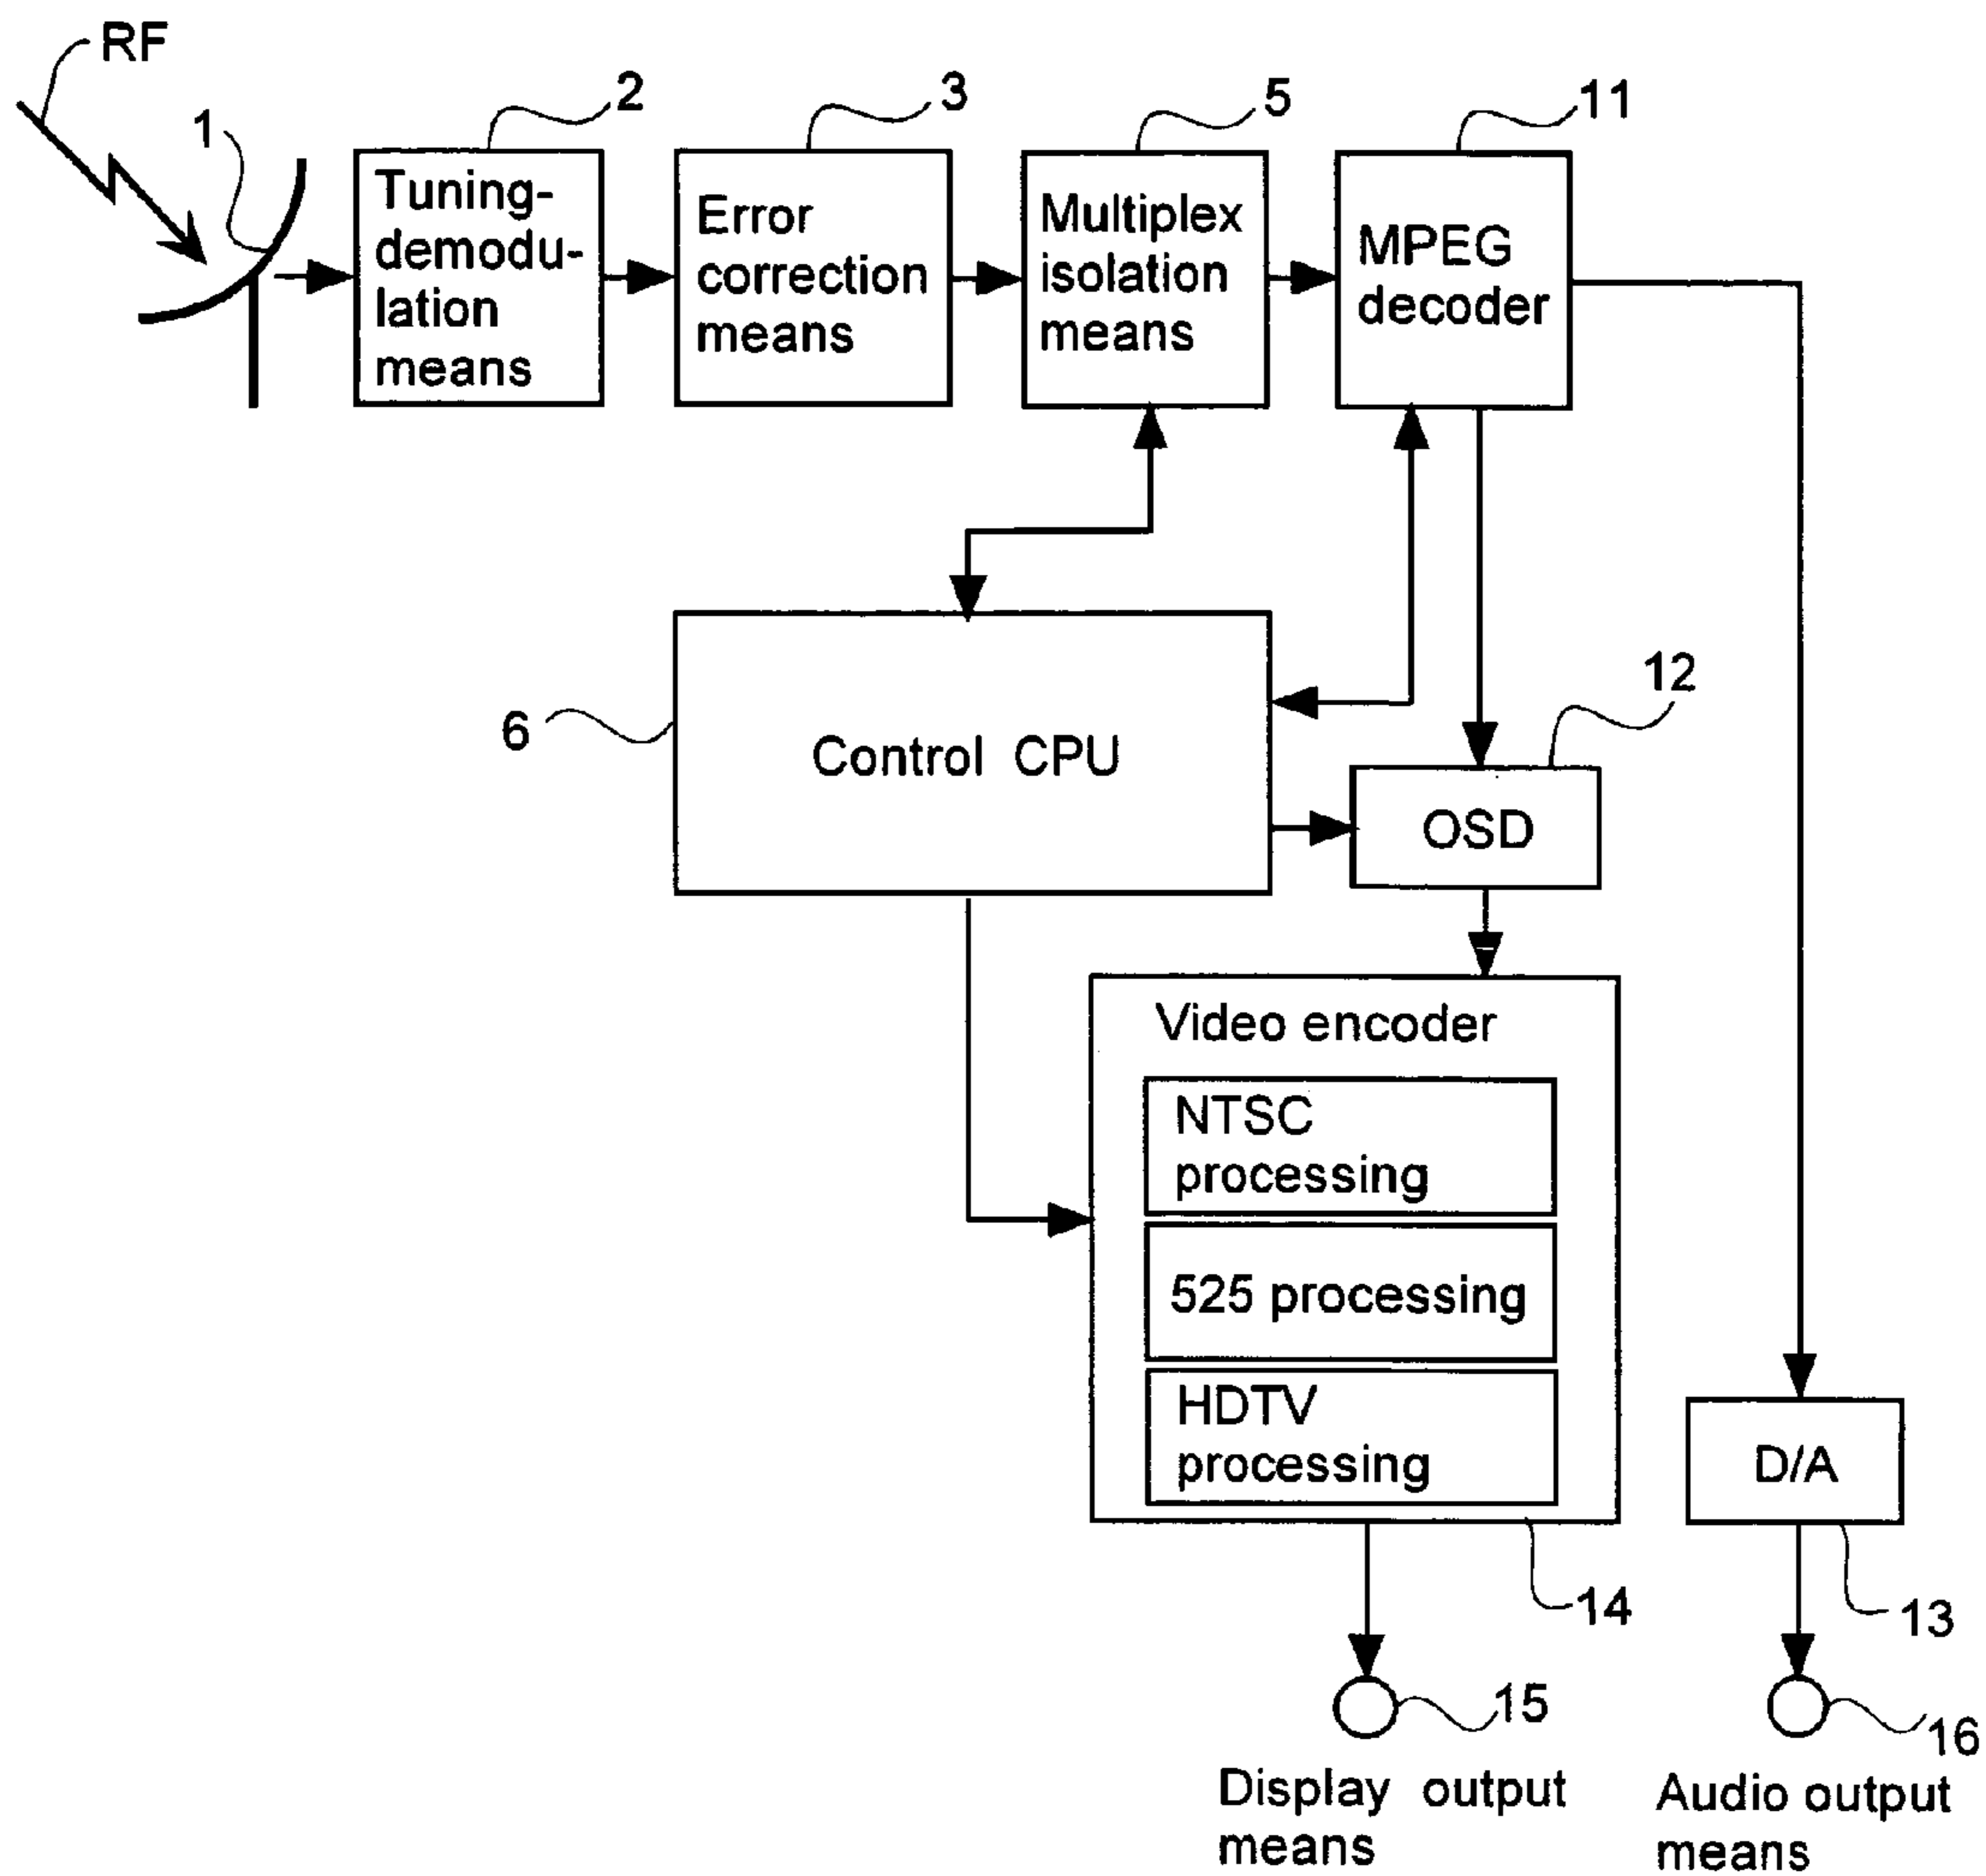 RF
1
2
3
5
11
Tuning-
demodu-
lation
means
Error
correction
means
Multiplex
isolation
means
MPEG
decoder
6
Control CPU
12
OSD
Video encoder
NTSC
processing
525 processing
HDTV
processing
D/A
14
13
15
16
Display output
means
Audio output
means